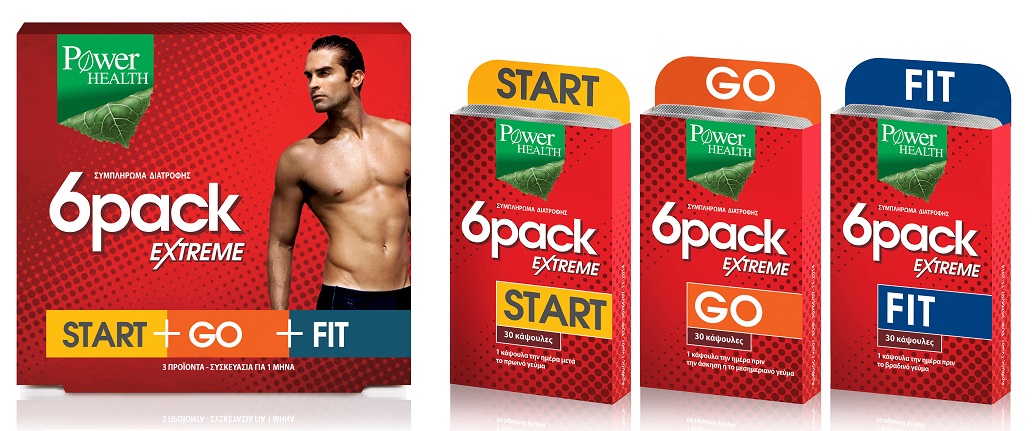 Power
HEALTH
ΣΥΜΠΛΗΡΩΜΑ ΔΙΑΤΡΟΦΗΣ
6pack
EXTREME
START + GO + FIT
3 ΠΡΟΪΟΝΤΑ - ΣΥΣΚΕΥΑΣΙΑ ΓΙΑ 1 ΜΗΝΑ
START
Power
HEALTH
ΣΥΜΠΛΗΡΩΜΑ ΔΙΑΤΡΟΦΗΣ
6pack
EXTREME
START
30 κάψουλες
1 κάψουλα την ημέρα μετά
το πρωινό γεύμα
GO
Power
HEALTH
ΣΥΜΠΛΗΡΩΜΑ ΔΙΑΤΡΟΦΗΣ
6pack
EXTREME
GO
30 κάψουλες
1 κάψουλα την ημέρα πριν
την άσκηση ή το μεσημεριανό γεύμα
FIT
Power
HEALTH
ΣΥΜΠΛΗΡΩΜΑ ΔΙΑΤΡΟΦΗΣ
6pack
EXTREME
FIT
30 κάψουλες
1 κάψουλα την ημέρα πριν
το βραδινό γεύμα